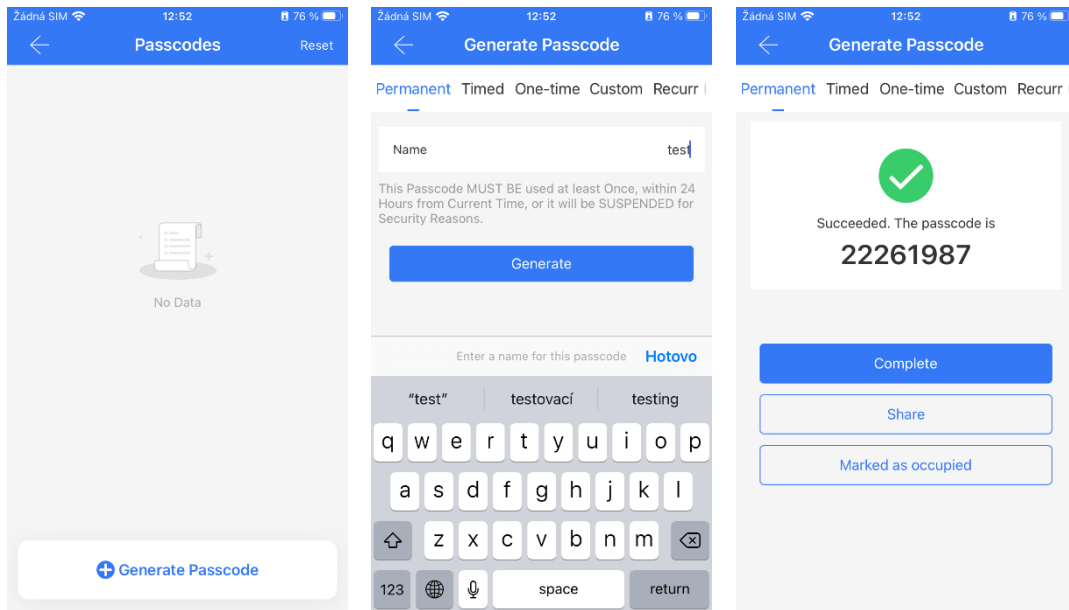 Žádná SIM 12:52 76 %
Passcodes Reset
No Data
Generate Passcode
Žádná SIM 12:52 76 %
Generate Passcode
Permanent Timed One-time Custom Recurr
Name test
This Passcode MUST BE used at least Once, within 24
Hours from Current Time, or it will be SUSPENDED for
Security Reasons.
Generate
Enter a name for this passcode Hotovo
"test" testovací testing
q w e r t y u i o p
a s d f g h j k l
z x c v b n m
123 space return
Žádná SIM 12:52 76 %
Generate Passcode
Permanent Timed One-time Custom Recurr
Succeeded. The passcode is
22261987
Complete
Share
Marked as occupied